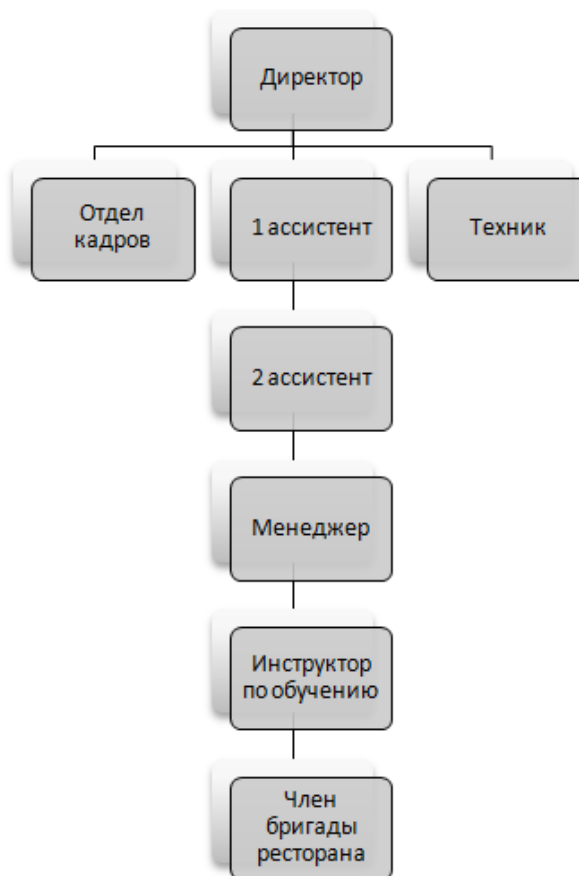 Директор
Отдел
кадров
1 ассистент
Техник
2 ассистент
Менеджер
Инструктор
по обучению
Член
бригады
ресторана